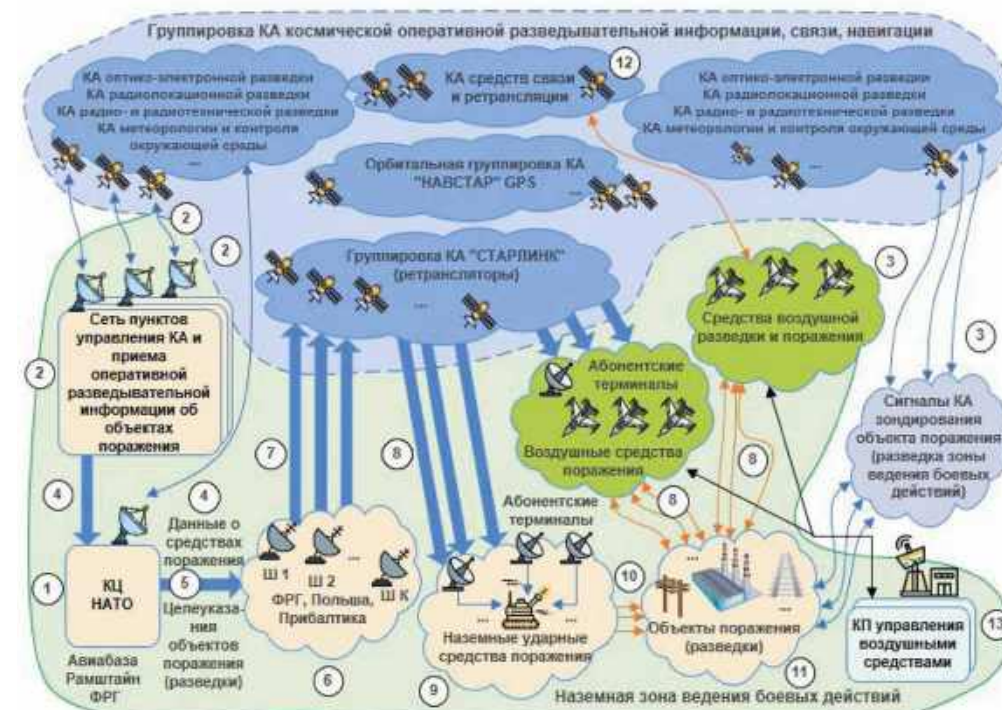 Группировка КА космической оперативной разведывательной информации, связи, навигации
КА оптико-электронной разведки
КА радиолокационной разведки
КА радио- и радиотехнической разведки
КА метеорологии и контроля
окружающей среды
...
КА средств связи
и ретрансляции
12
КА оптико-электронной разведки
КА радиолокационной разведки
КА радио- и радиотехнической разведки
КА метеорологии и контроля окружающей среды
...
Орбитальная группировка КА
"НАВСТАР" GPS
...
2
2
Группировка КА "СТАРЛИНК"
(ретрансляторы)
...
3
Средства воздушной
разведки и поражения
2
Сеть пунктов
управления КА и
приема
оперативной
разведывательной
информации об
объектах
поражения
3
Абонентские
терминалы
Воздушные средства
поражения
Сигналы КА
зондирования
объекта поражения
(разведка зоны
ведения боевых
действий)
7
8
8
8
4
4
Данные о
средствах
поражения
Абонентские
терминалы
1
КЦ
НАТО
5
Целеуказа-
ния
объектов
поражения
(разведки)
Ш 1
Ш 2
...
Ш К
ФРГ, Польша,
Прибалтика
6
...
...
Наземные ударные
средства поражения
9
10
...
...
Объекты поражения
(разведки)
11
КП управления
воздушными
средствами
13
Авиабаза
Рамштайн
ФРГ
Наземная зона ведения боевых действий